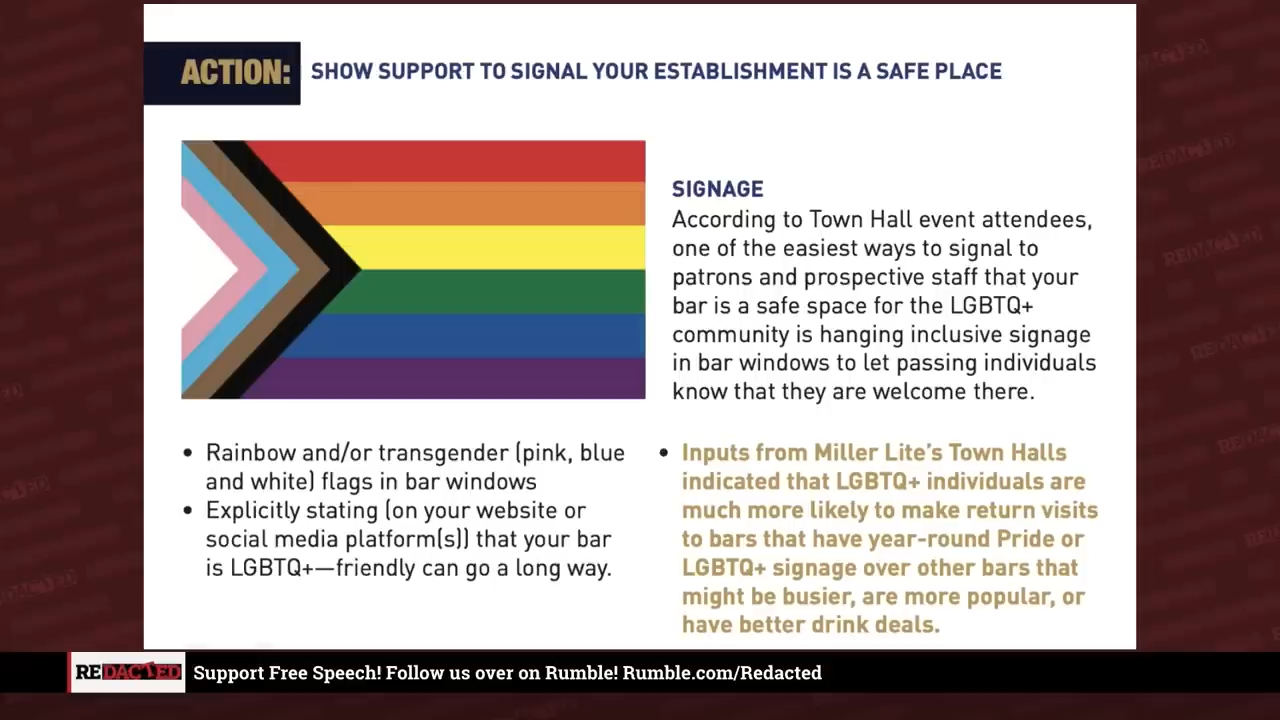 ACTION: SHOW SUPPORT TO SIGNAL YOUR ESTABLISHMENT IS A SAFE PLACE
SIGNAGE
According to Town Hall event attendees,
one of the easiest ways to signal to
patrons and prospective staff that your
bar is a safe space for the LGBTQ+
community is hanging inclusive signage
in bar windows to let passing individuals
know that they are welcome there.
• Rainbow and/or transgender (pink, blue
and white) flags in bar windows
• Explicitly stating (on your website or
social media platform(s)) that your bar
is LGBTQ+—friendly can go a long way.
• Inputs from Miller Lite's Town Halls
indicated that LGBTQ+ individuals are
much more likely to make return visits
to bars that have year-round Pride or
LGBTQ+ signage over other bars that
might be busier, are more popular, or
have better drink deals.
REDACTED Support Free Speech! Follow us over on Rumble! Rumble.com/Redacted
REDACTED
REDACTED
REDACTED
REDACTED